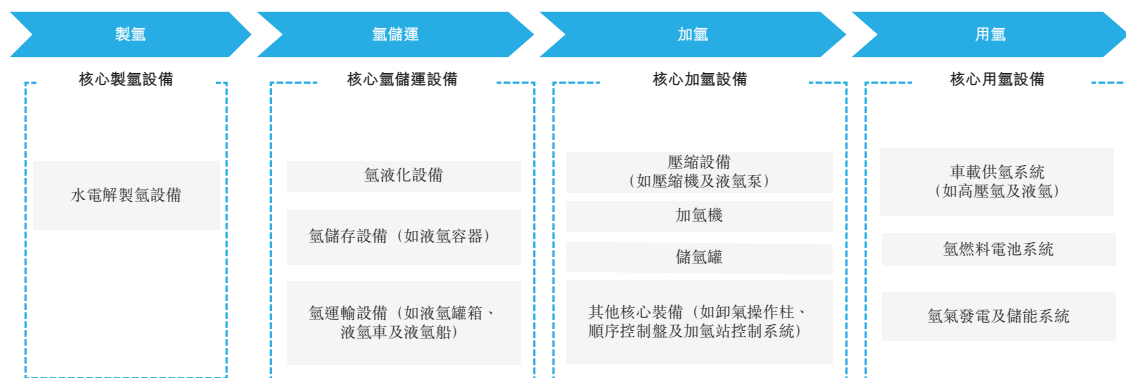 製氫
氫儲運
加氫
用氫
核心製氫設備
核心氫儲運設備
核心加氫設備
核心用氫設備
水電解製氫設備
氫液化設備
氫儲存設備（如液氫容器）
氫運輸設備（如液氫罐箱、
液氫車及液氫船）
壓縮設備
（如壓縮機及液氫泵）
加氫機
儲氫罐
其他核心裝備（如卸氣操作柱、
順序控制盤及加氫站控制系統）
車載供氫系統
（如高壓氫及液氫）
氫燃料電池系統
氫氣發電及儲能系統